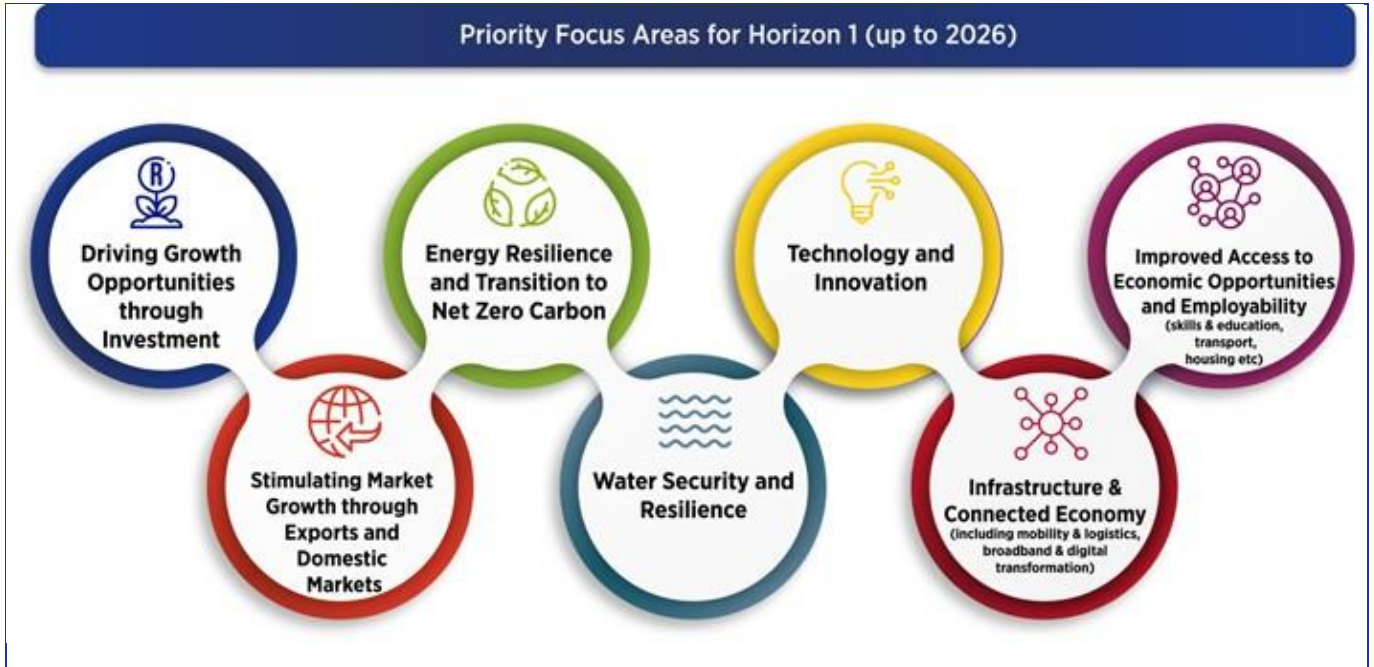 Priority Focus Areas for Horizon 1 (up to 2026)
R
Driving Growth
Opportunities
through
Investment
Stimulating Market
Growth through
Exports and
Domestic
Markets
Energy Resilience
and Transition to
Net Zero Carbon
Water Security and
Resilience
Technology and
Innovation
Infrastructure &
Connected Economy
(including mobility & logistics,
broadband & digital
transformation)
Improved Access to
Economic Opportunities
and Employability
(skills & education,
transport,
housing etc)